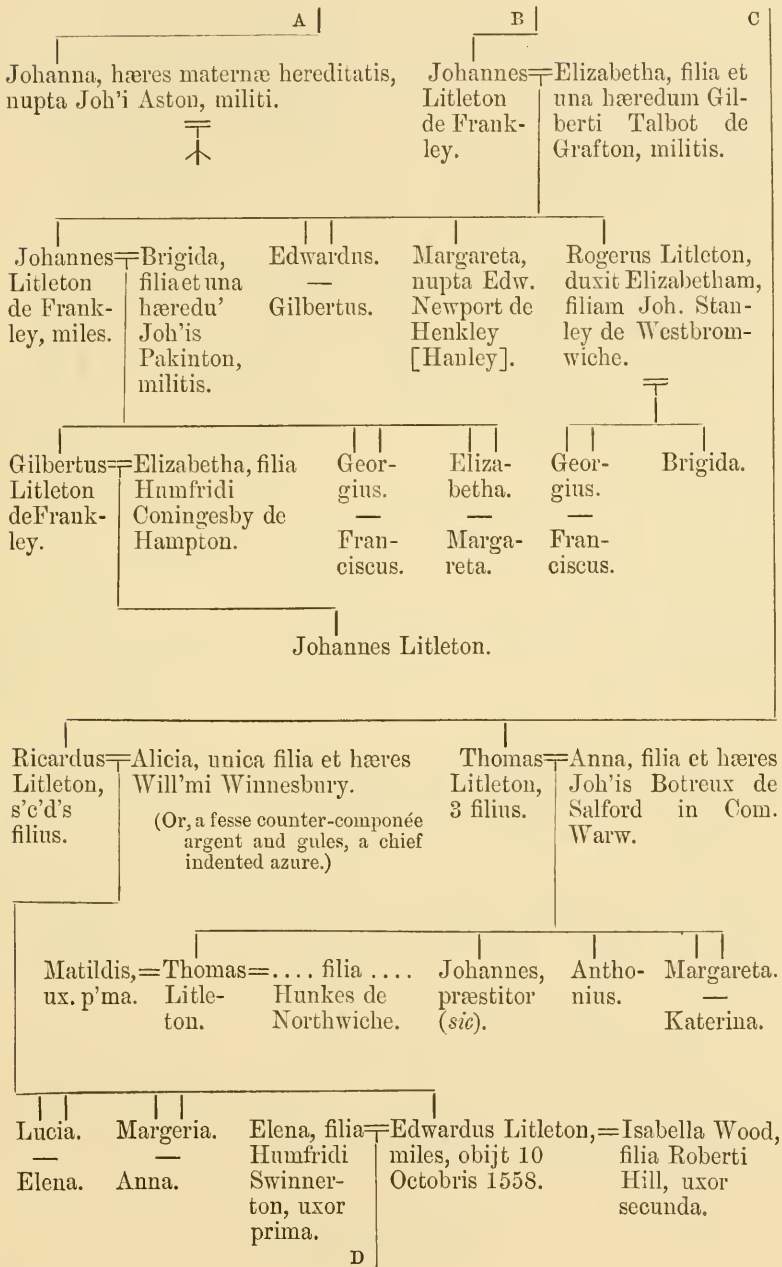 A B C
Johanna, hæres maternæ hereditatis,
nupta Joh'i Aston, militi.
Johannes
Litleton
de Frank-
ley.
Elizabetha, filia et
una hæredum Gil-
berti Talbot de
Grafton, militis.
Johannes
Litleton
de Frank-
ley, miles.
Brigida,
filia et una
hæredu'
Joh'is
Pakinton,
militis.
Edwardus.
—
Gilbertus.
Margareta,
nupta Edw.
Newport de
Henkley
[Hanley].
Rogerus Litleton,
duxit Elizabetham,
filiam Joh. Stan-
ley de Westbrom-
wiche.
Gilbertus
Litleton
deFrank-
ley.
Elizabetha, filia
Humfridi
Coningesby de
Hampton.
Geor-
gius.
—
Fran-
ciscus.
Eliza-
betha.
—
Marga-
reta.
Geor-
gius.
—
Fran-
ciscus.
Brigida.
Johannes Litleton.
Ricardus
Litleton,
s'c'd's
filius.
Alicia, unica filia et hæres
Will'mi Winnesbury.
(Or, a fesse counter-componée
argent and gules, a chief
indented azure.)
Thomas
Litleton,
3 filius.
Anna, filia et hæres
Joh'is Botreux de
Salford in Com.
Warw.
Matildis,
ux. p'ma.
=Thomas=
Litle-
ton.
.... filia ....
Hunkes de
Northwiche.
Johannes,
præstitor
(sic).
Antho-
nius.
Margareta.
—
Katerina.
Lucia.
—
Elena.
Margeria.
—
Anna.
Elena, filia
Humfridi
Swinner-
ton, uxor
prima.
Edwardus Litleton,
miles, obijt 10
Octobris 1558.
=Isabella Wood,
filia Roberti
Hill, uxor
secunda.
D